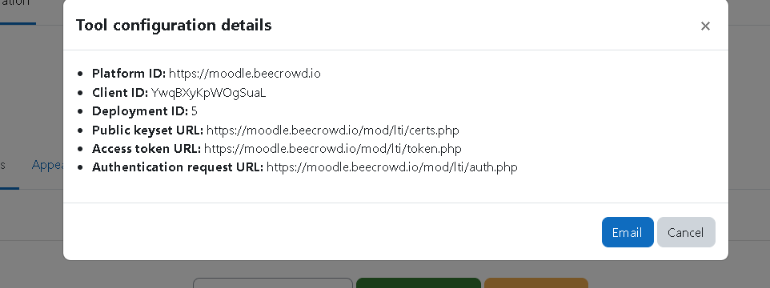 Tool configuration details
×
Platform ID: https://moodle.beecrowd.io
Client ID: YwqBXyKpWOgSuaL
Deployment ID: 5
Public keyset URL: https://moodle.beecrowd.io/mod/lti/certs.php
Access token URL: https://moodle.beecrowd.io/mod/lti/token.php
Authentication request URL: https://moodle.beecrowd.io/mod/lti/auth.php
Email Cancel